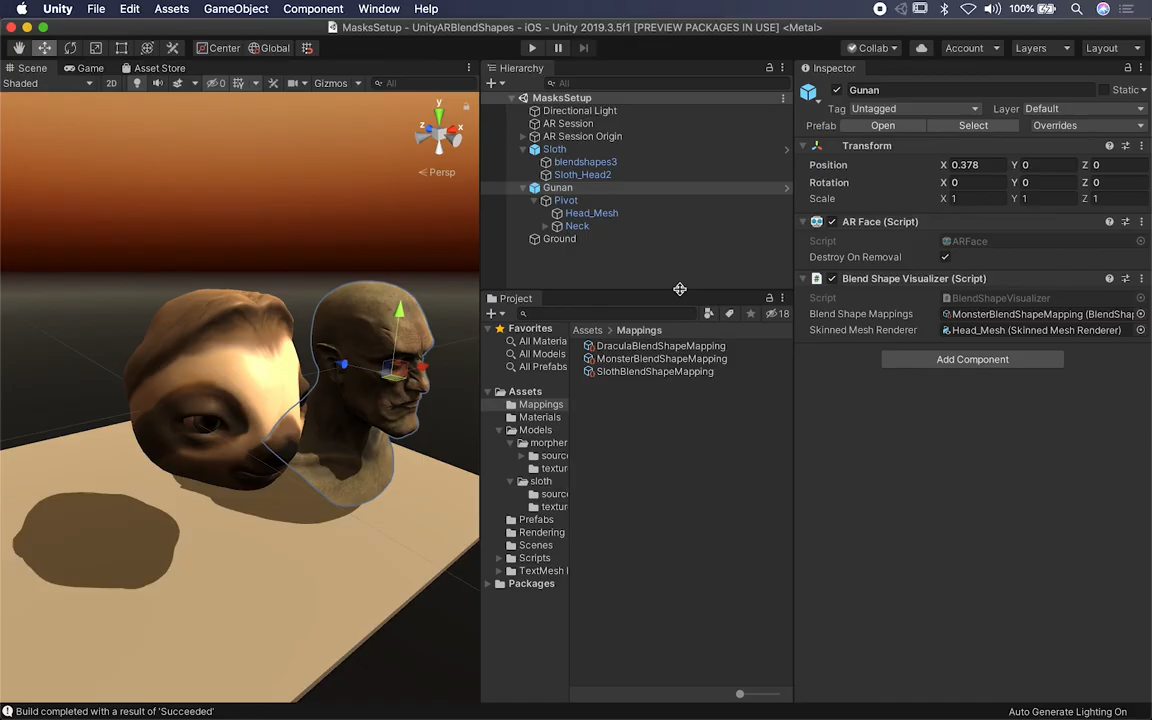 Unity File Edit Assets GameObject Component Window Help 100%
MasksSetup - UnityARBlendShapes - iOS - Unity 2019.3.5f1 [PREVIEW PACKAGES IN USE] <Metal>
Center Global Collab Account Layers Layout
Scene Game Asset Store
Shaded 2D 0 Gizmos All
y
z x
Persp
Hierarchy
All
MasksSetup
Directional Light
AR Session
AR Session Origin
Sloth
blendshapes3
Sloth_Head2
Gunan
Pivot
Head_Mesh
Neck
Ground
Project
18
Favorites
All Materia
All Models
All Prefabs
Assets
Mappings
Materials
Models
morpher
sourc
textur
sloth
sourc
textur
Prefabs
Rendering
Scenes
Scripts
TextMesh
Packages
Assets > Mappings
DraculaBlendShapeMapping
MonsterBlendShapeMapping
SlothBlendShapeMapping
Inspector
Gunan Static
Tag Untagged Layer Default
Prefab Open Select Overrides
Transform
Position X 0.378 Y 0 Z 0
Rotation X 0 Y 0 Z 0
Scale X 1 Y 1 Z 1
AR Face (Script)
Script ARFace
Destroy On Removal
Blend Shape Visualizer (Script)
Script BlendShapeVisualizer
Blend Shape Mappings MonsterBlendShapeMapping (BlendShap
Skinned Mesh Renderer Head_Mesh (Skinned Mesh Renderer)
Add Component
Build completed with a result of 'Succeeded' Auto Generate Lighting On